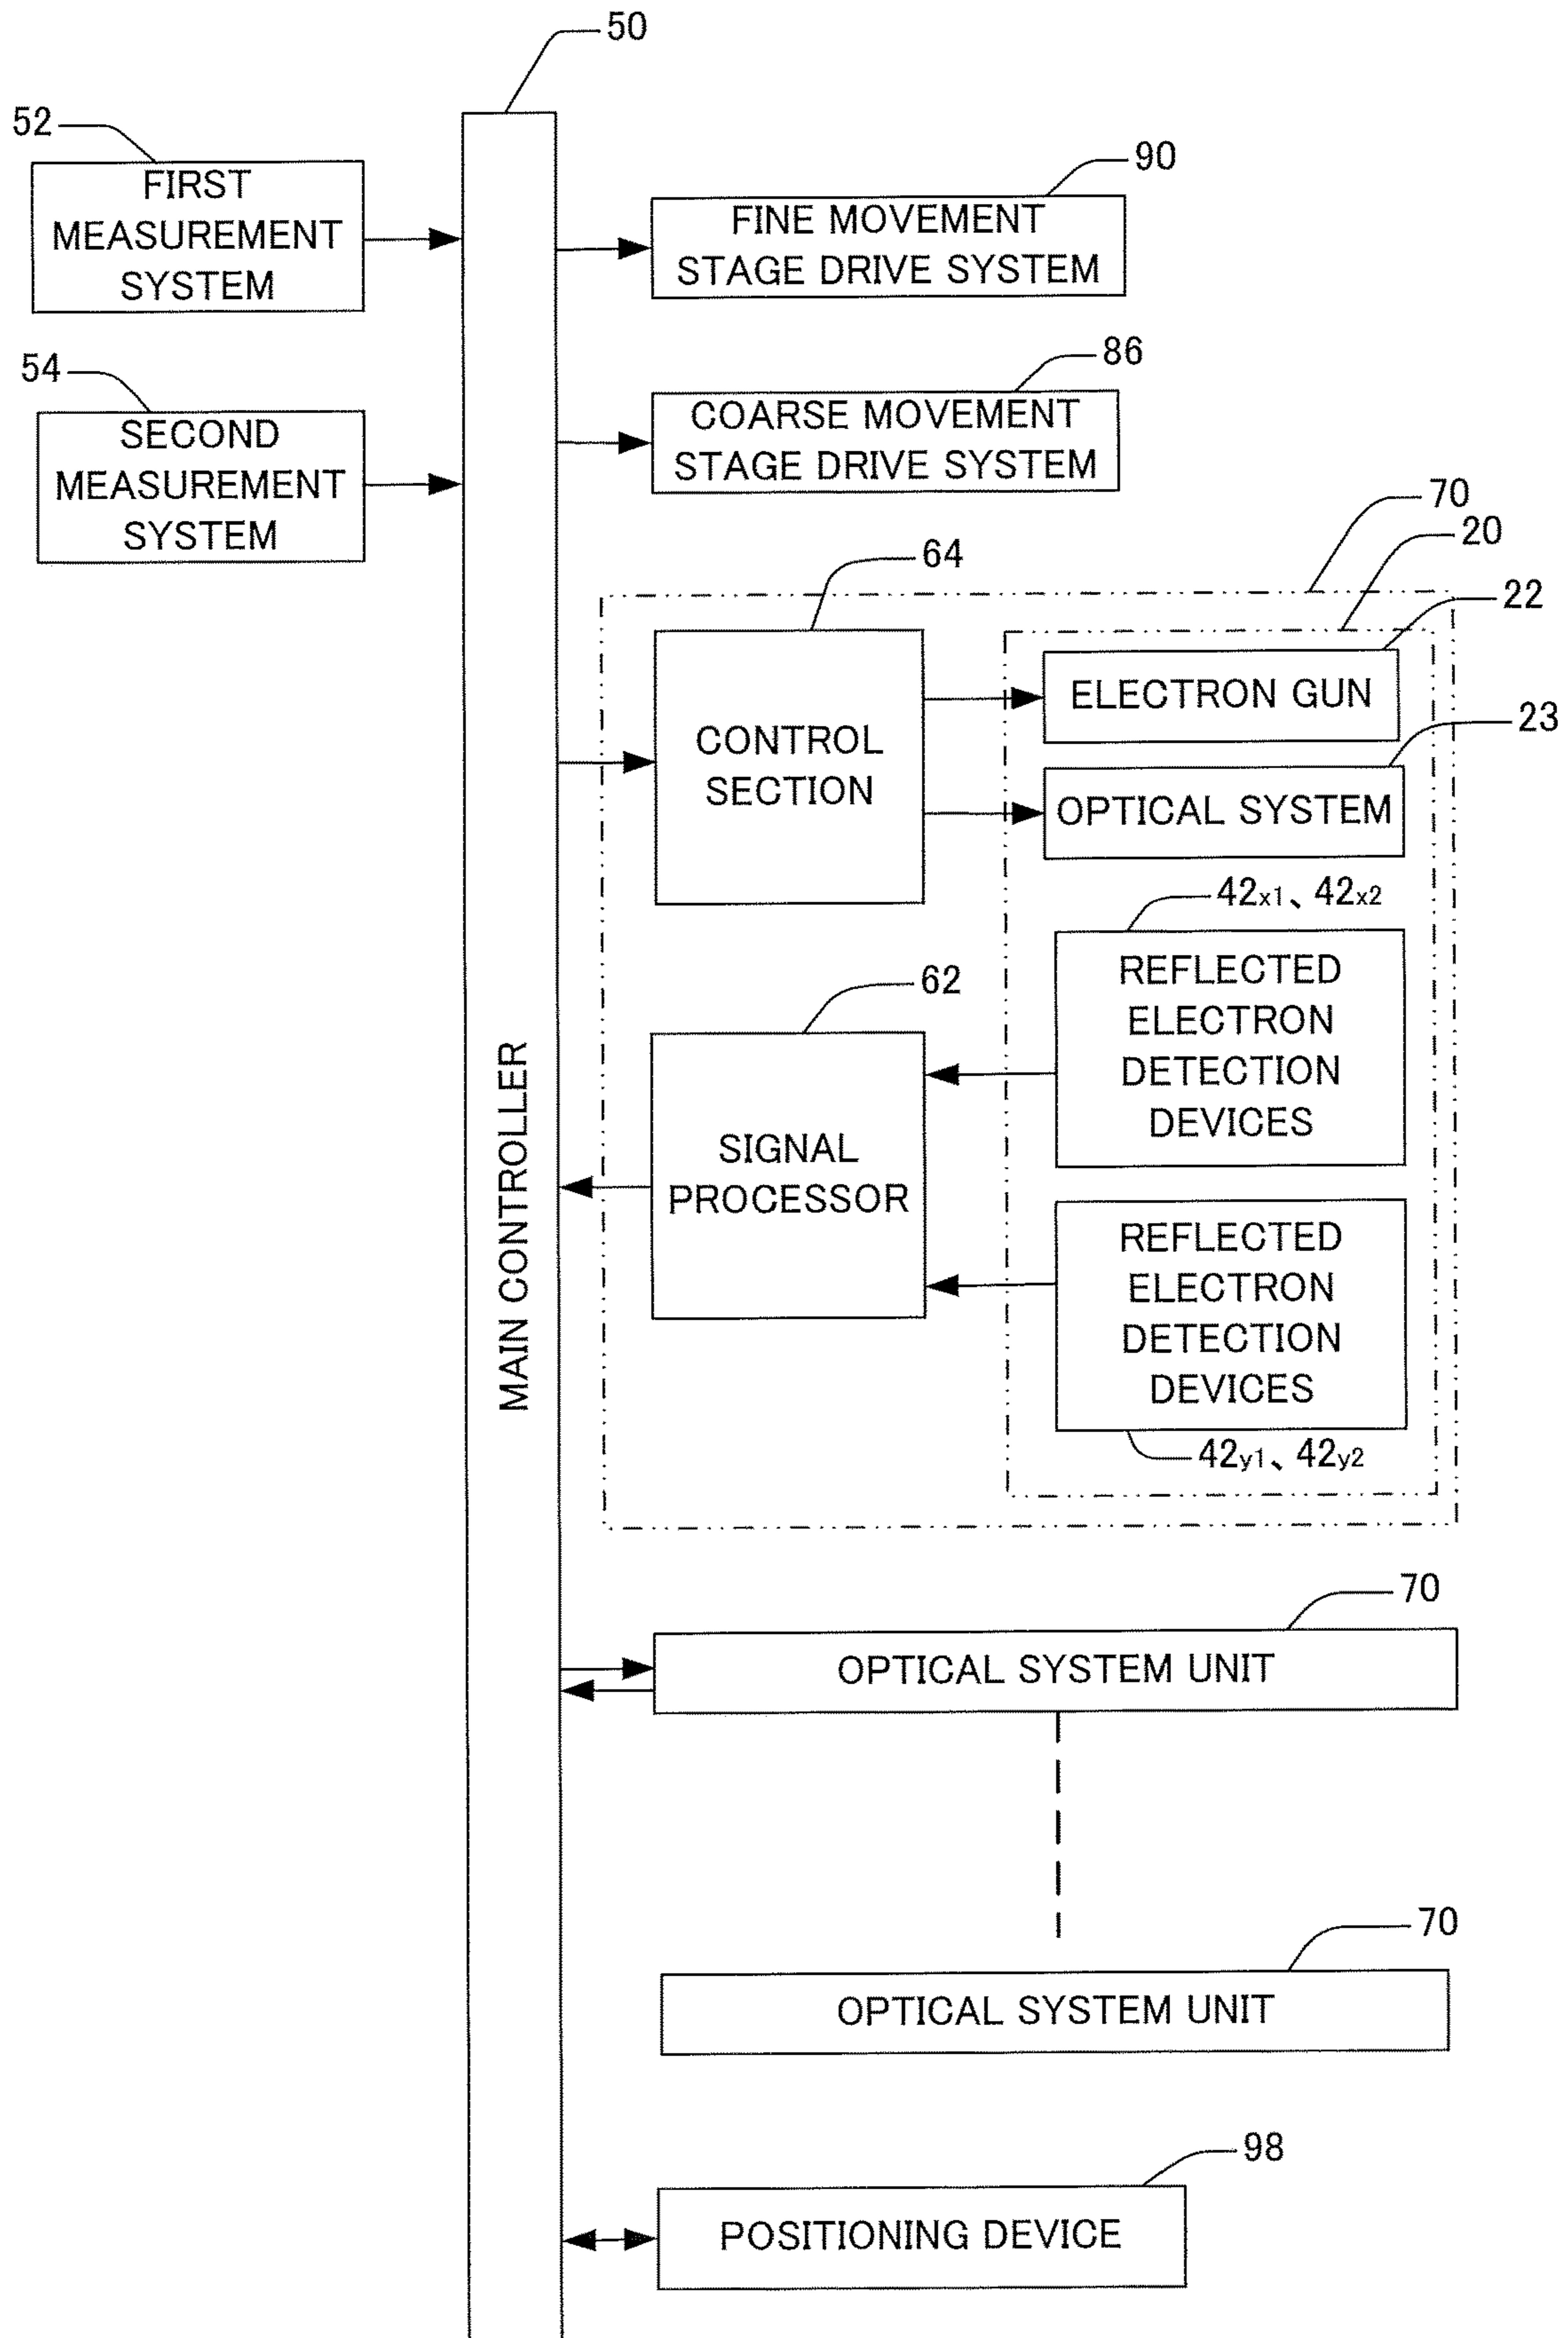 50
52
FIRST
MEASUREMENT
SYSTEM
90
FINE MOVEMENT
STAGE DRIVE SYSTEM
54
SECOND
MEASUREMENT
SYSTEM
86
COARSE MOVEMENT
STAGE DRIVE SYSTEM
70
20
64
22
CONTROL
SECTION
ELECTRON GUN
23
OPTICAL SYSTEM
42x1、42x2
REFLECTED
ELECTRON
DETECTION
DEVICES
62
SIGNAL
PROCESSOR
REFLECTED
ELECTRON
DETECTION
DEVICES
42y1、42y2
MAIN CONTROLLER
70
OPTICAL SYSTEM UNIT
70
OPTICAL SYSTEM UNIT
98
POSITIONING DEVICE